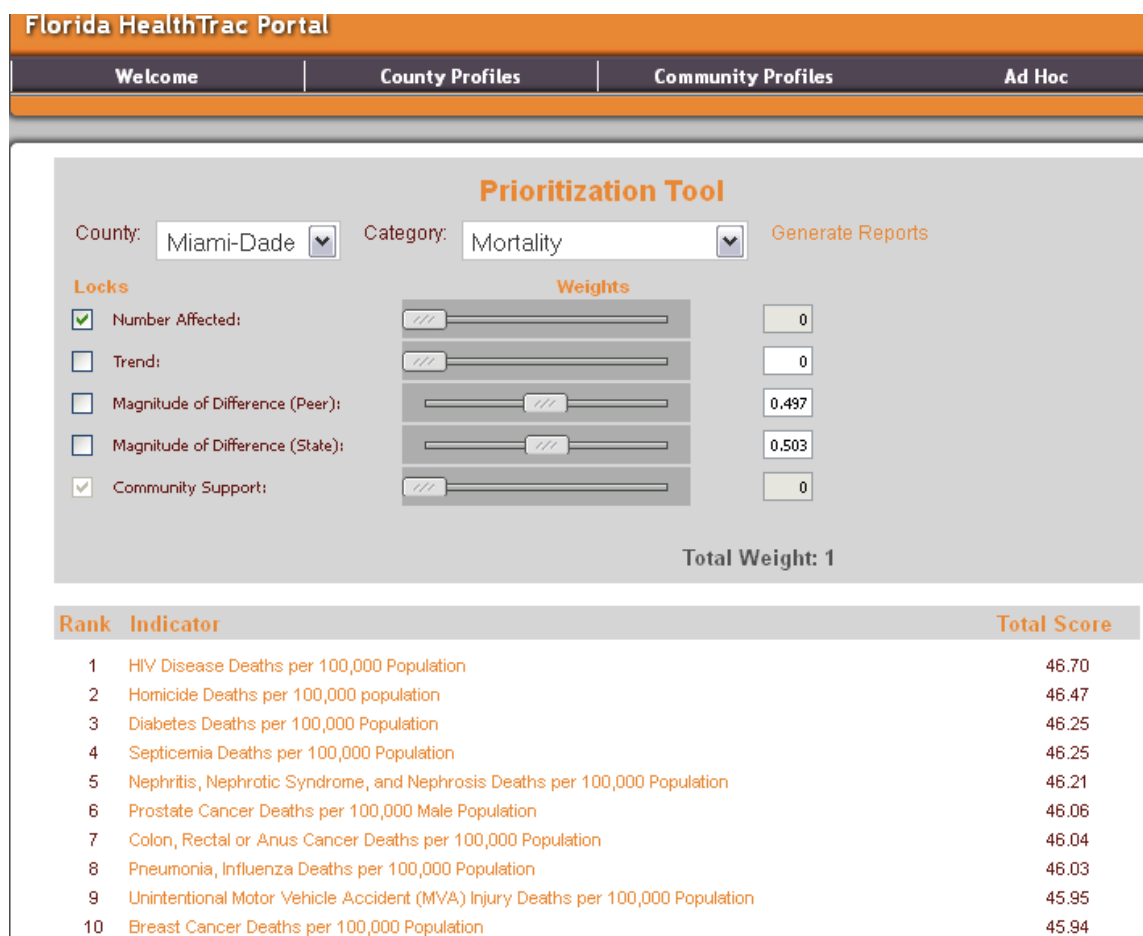 Florida HealthTrac Portal
Welcome County Profiles Community Profiles Ad Hoc
Prioritization Tool
County: Miami-Dade Category: Mortality Generate Reports
Locks Weights
Number Affected: 0
Trend: 0
Magnitude of Difference (Peer): 0.497
Magnitude of Difference (State): 0.503
Community Support: 0
Total Weight: 1
Rank Indicator Total Score
1 HIV Disease Deaths per 100,000 Population 46.70
2 Homicide Deaths per 100,000 population 46.47
3 Diabetes Deaths per 100,000 Population 46.25
4 Septicemia Deaths per 100,000 Population 46.25
5 Nephritis, Nephrotic Syndrome, and Nephrosis Deaths per 100,000 Population 46.21
6 Prostate Cancer Deaths per 100,000 Male Population 46.06
7 Colon, Rectal or Anus Cancer Deaths per 100,000 Population 46.04
8 Pneumonia, Influenza Deaths per 100,000 Population 46.03
9 Unintentional Motor Vehicle Accident (MVA) Injury Deaths per 100,000 Population 45.95
10 Breast Cancer Deaths per 100,000 Population 45.94